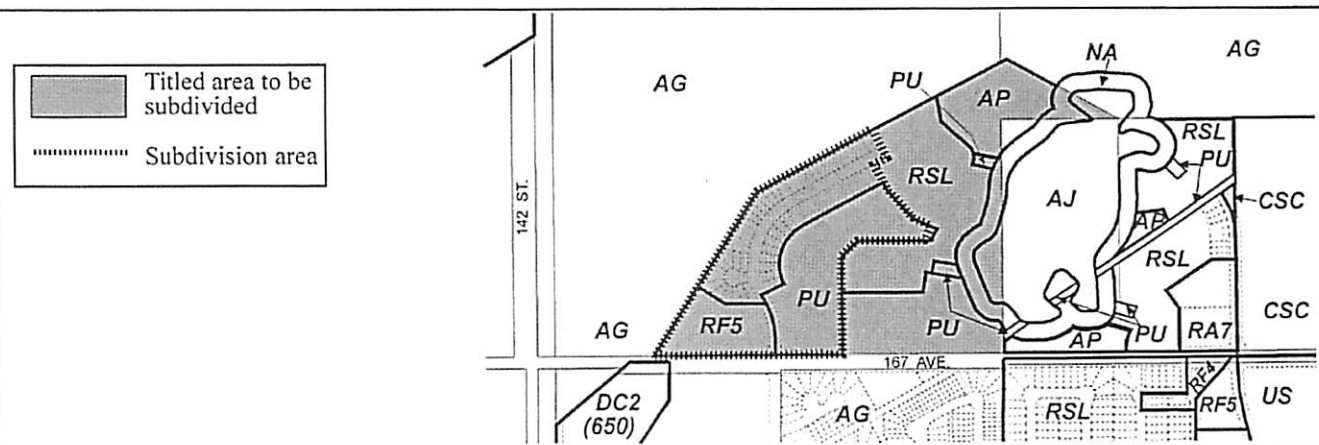 Titled area to be
subdivided
Subdivision area
AG
NA
AG
PU
AP
RSL
PU
RSL
AJ
CSC
142 ST.
AP
RSL
PU
RF5
AG
PU
PU
RA7
CSC
AP
167 AVE.
DC2
(650)
AG
RSL
RF4
RF5
US